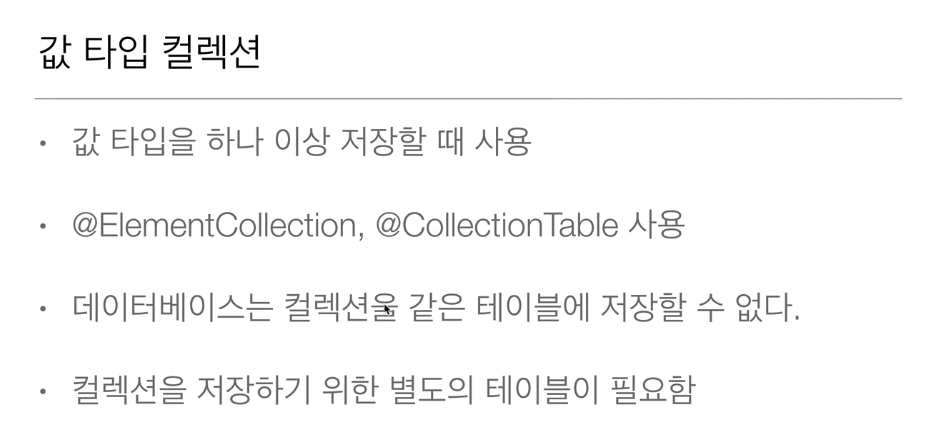 값 타입 컬렉션
• 값 타입을 하나 이상 저장할 때 사용
• @ElementCollection, @CollectionTable 사용
• 데이터베이스는 컬렉션을 같은 테이블에 저장할 수 없다.
• 컬렉션을 저장하기 위한 별도의 테이블이 필요함